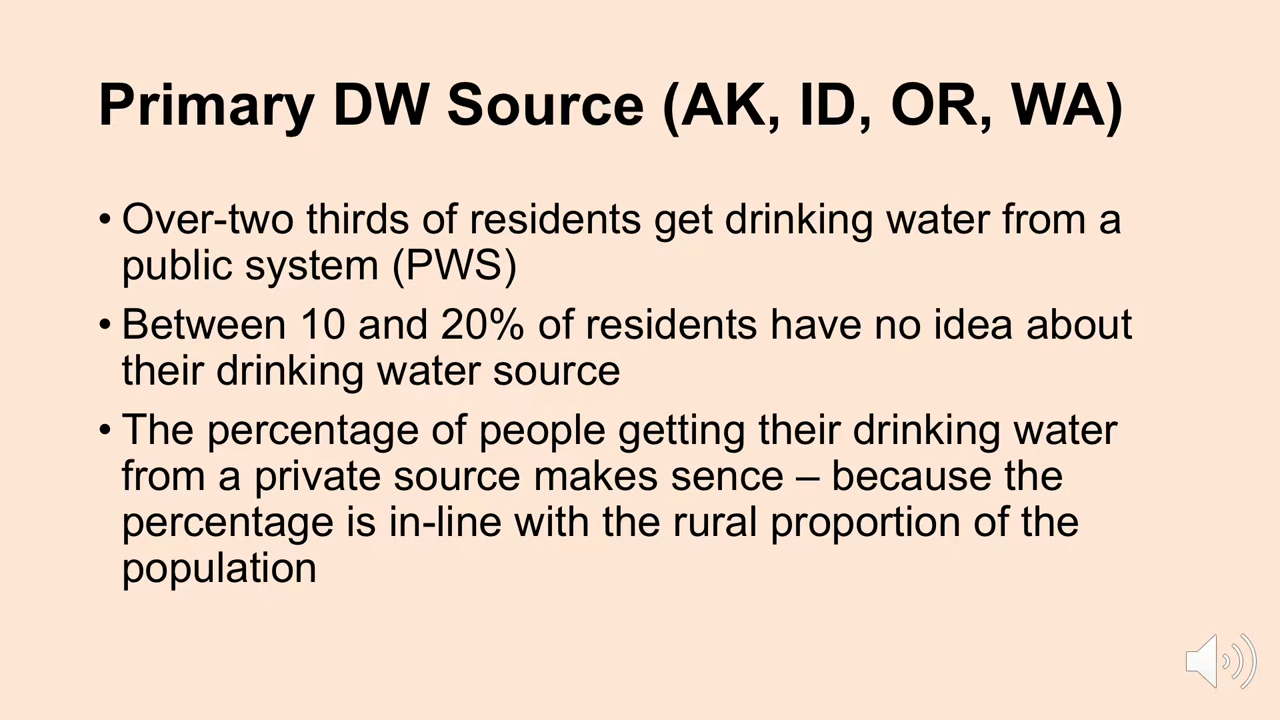 Primary DW Source (AK, ID, OR, WA)
• Over-two thirds of residents get drinking water from a
public system (PWS)
• Between 10 and 20% of residents have no idea about
their drinking water source
• The percentage of people getting their drinking water
from a private source makes sence – because the
percentage is in-line with the rural proportion of the
population